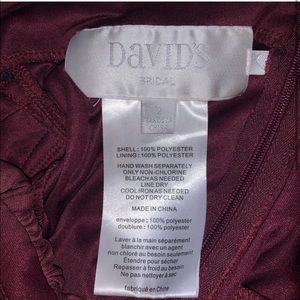 DAVID'S
BRIDAL
SHELL: 100% POLYESTER
LINING: 100% POLYESTER
HAND WASH SEPARATELY
ONLY NON-CHLORINE
BLEACH AS NEEDED
LINE DRY
COOL IRON AS NEEDED
DO NOT DRY CLEAN
MADE IN CHINA
enveloppe : 100% polyester
doublure : 100% polyester
Laver à la main séparément
blanchir avec un agent
non chloré au besoin
Étendre pour sécher
Repasser à froid au besoin
Ne pas nettoyer à sec
fabriqué en Chine